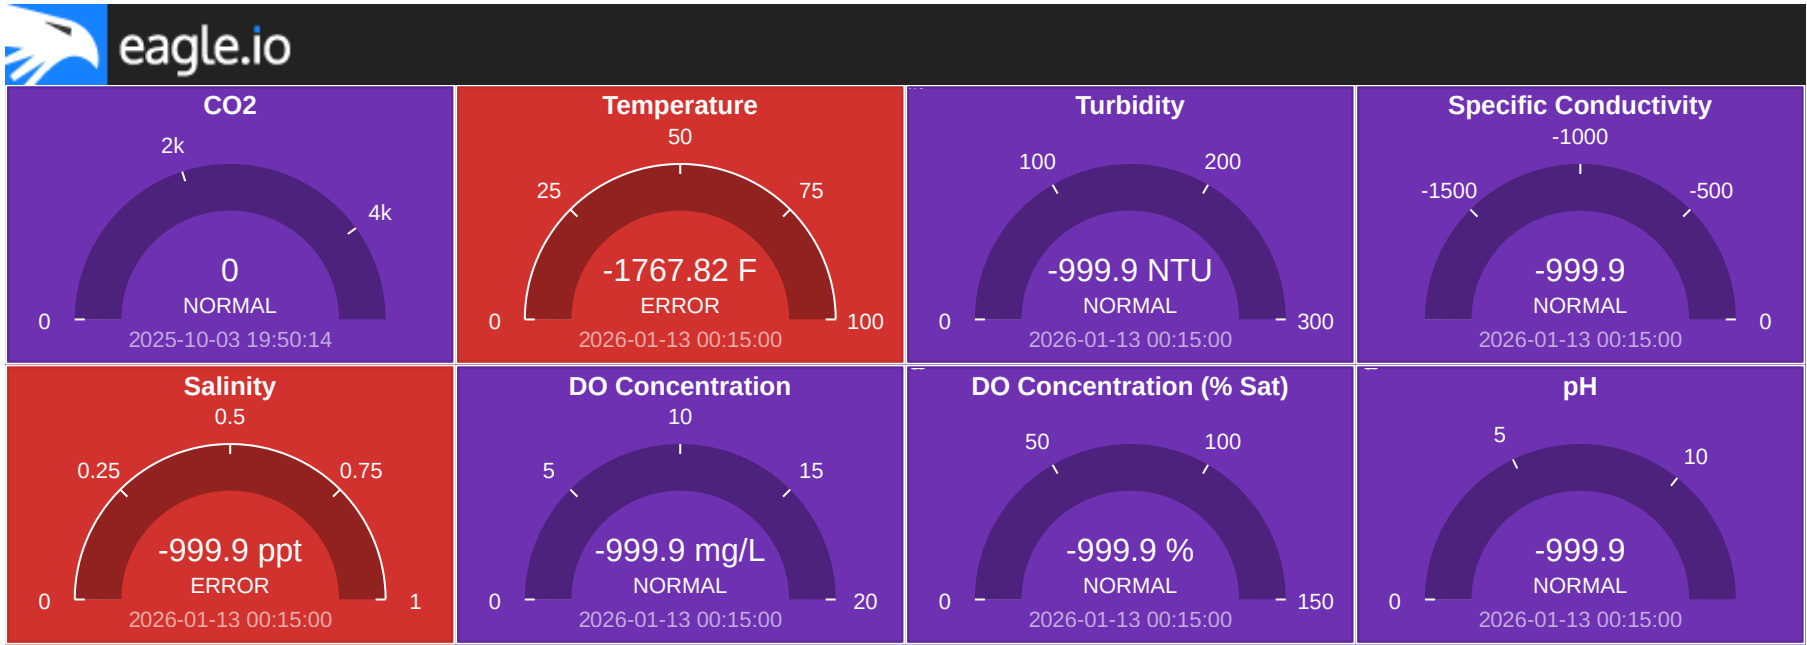 eagle.io
CO2
2k
4k
0
NORMAL
0
2025-10-03 19:50:14
Temperature
50
25
75
-1767.82 F
ERROR
0
100
2026-01-13 00:15:00
Turbidity
100
200
-999.9 NTU
NORMAL
0
300
2026-01-13 00:15:00
Specific Conductivity
-1000
-1500
-500
-999.9
NORMAL
0
2026-01-13 00:15:00
Salinity
0.5
0.25
0.75
-999.9 ppt
ERROR
0
1
2026-01-13 00:15:00
DO Concentration
10
5
15
-999.9 mg/L
NORMAL
0
20
2026-01-13 00:15:00
DO Concentration (% Sat)
50
100
-999.9 %
NORMAL
0
150
2026-01-13 00:15:00
pH
5
10
-999.9
NORMAL
0
2026-01-13 00:15:00